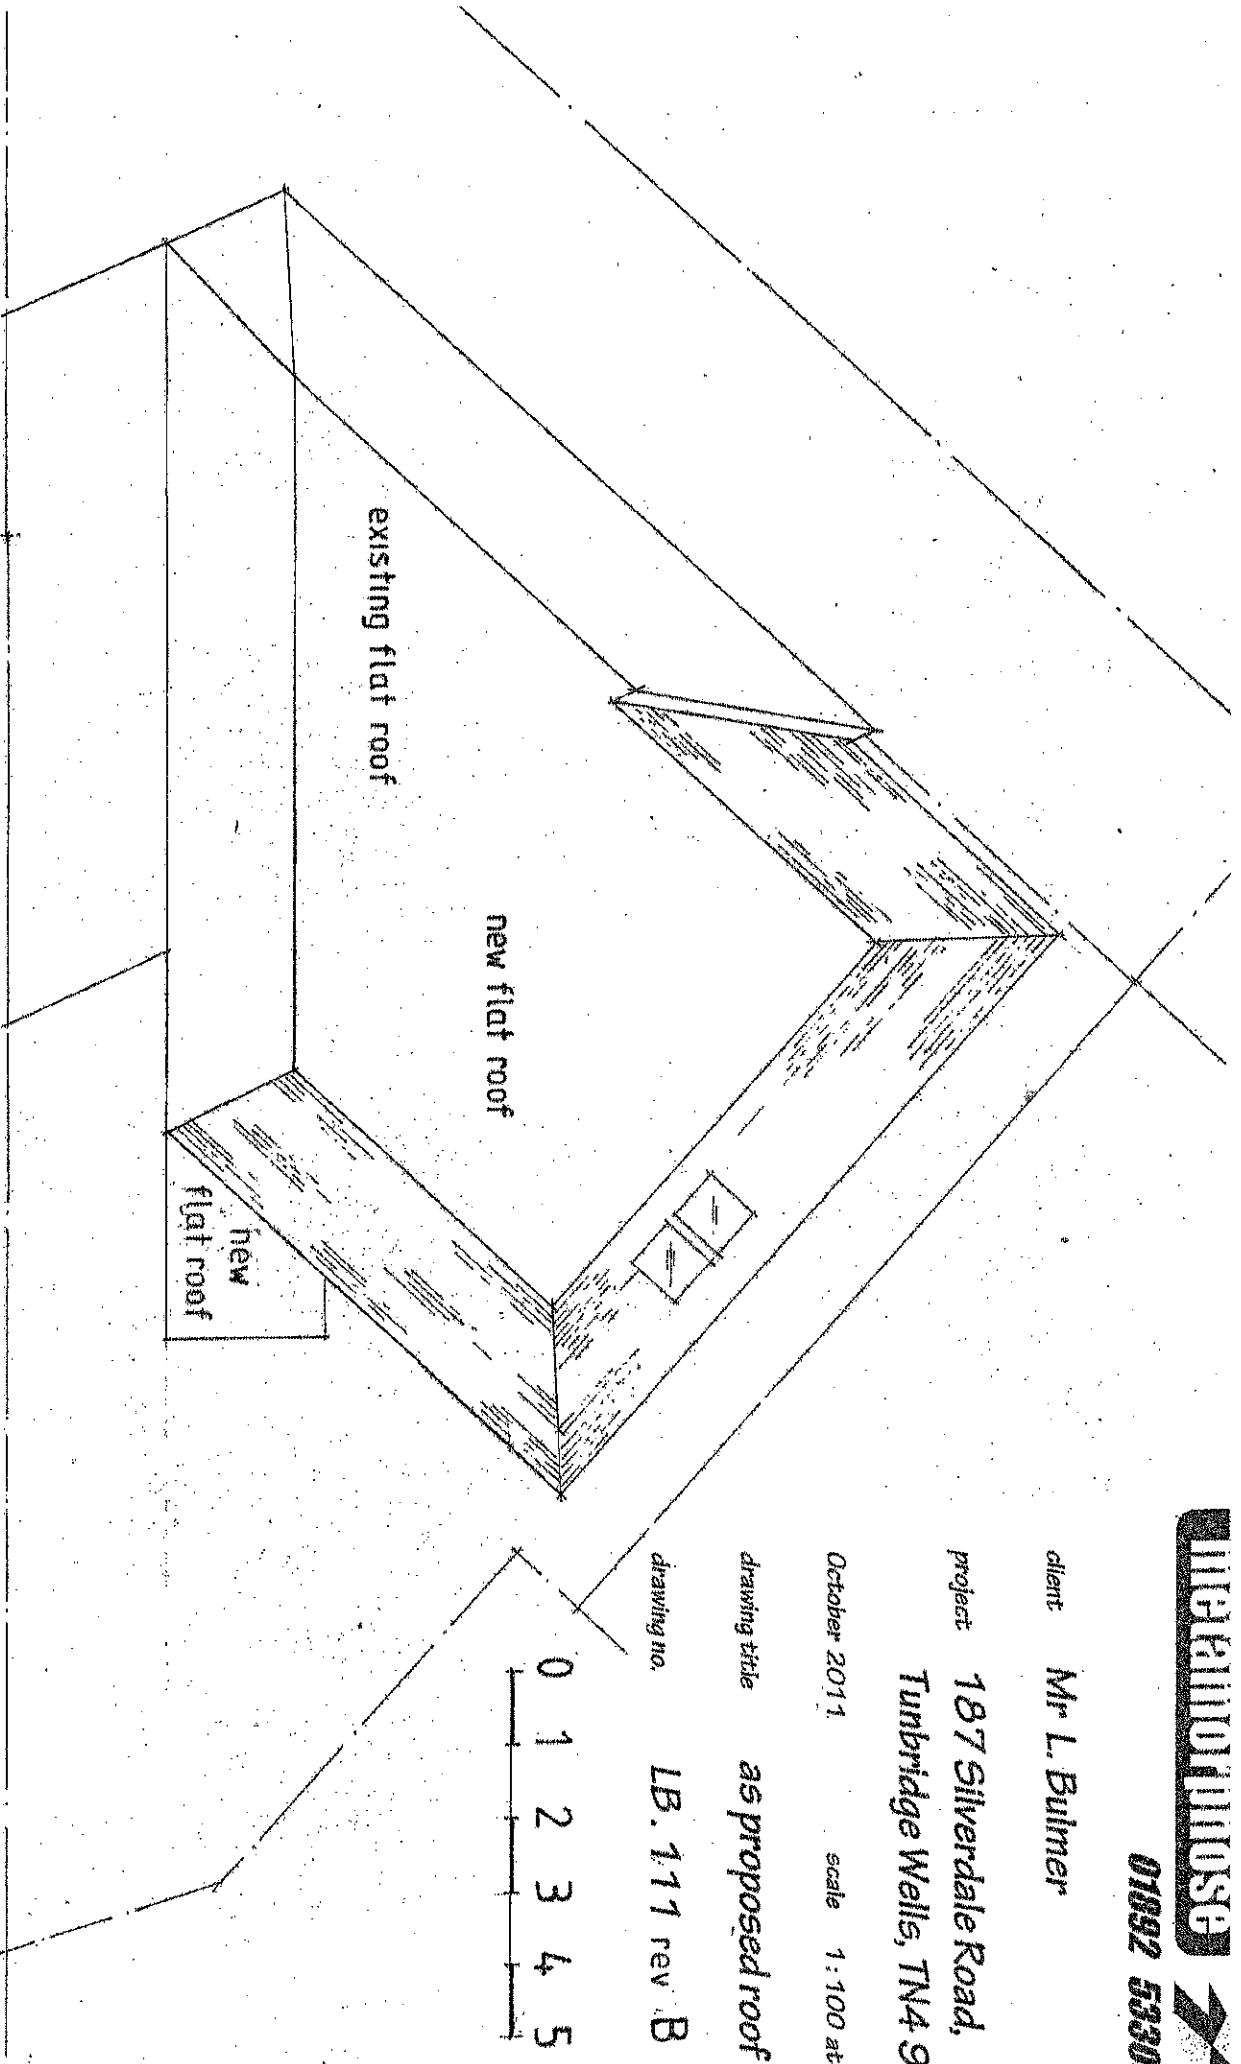 metamorphose
01892 5330
client Mr L. Bulmer
project 187 Silverdale Road,
Tunbridge Wells, TN4 9
October 2011 scale 1:100 at
drawing title as proposed roof
drawing no. LB.111 rev B
0 1 2 3 4 5
new flat roof
existing flat roof
new
flat roof